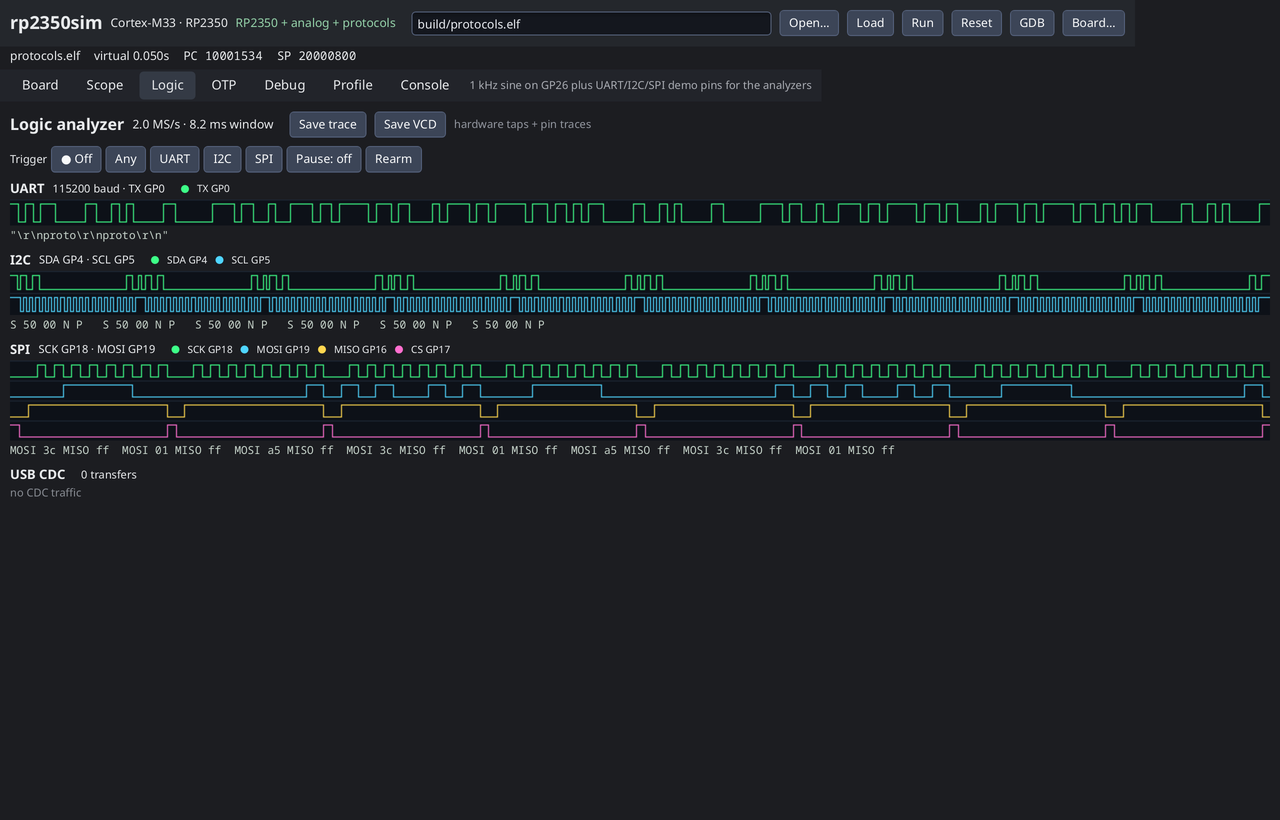 rp2350sim Cortex-M33 · RP2350 RP2350 + analog + protocols build/protocols.elf Open... Load Run Reset GDB Board...
protocols.elf virtual 0.050s PC 10001534 SP 20000800
Board Scope Logic OTP Debug Profile Console 1 kHz sine on GP26 plus UART/I2C/SPI demo pins for the analyzers
Logic analyzer 2.0 MS/s · 8.2 ms window Save trace Save VCD hardware taps + pin traces
Trigger Off Any UART I2C SPI Pause: off Rearm
UART 115200 baud · TX GP0 TX GP0
"\r\nproto\r\nproto\r\n"
I2C SDA GP4 · SCL GP5 SDA GP4 SCL GP5
S 50 00 N P S 50 00 N P S 50 00 N P S 50 00 N P S 50 00 N P S 50 00 N P
SPI SCK GP18 · MOSI GP19 SCK GP18 MOSI GP19 MISO GP16 CS GP17
MOSI 3c MISO ff MOSI 01 MISO ff MOSI a5 MISO ff MOSI 3c MISO ff MOSI 01 MISO ff MOSI a5 MISO ff MOSI 3c MISO ff MOSI 01 MISO ff
USB CDC 0 transfers
no CDC traffic